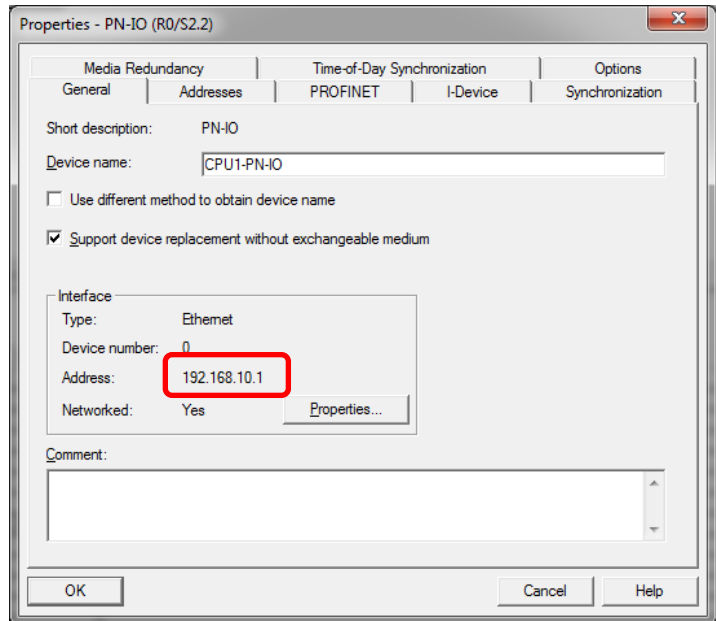 Properties - PN-IO (R0/S2.2)
x
Media Redundancy Time-of-Day Synchronization Options
General Addresses PROFINET I-Device Synchronization
Short description: PN-IO
Device name: CPU1-PN-IO
Use different method to obtain device name
Support device replacement without exchangeable medium
Interface
Type: Ethernet
Device number: 0
Address: 192.168.10.1
Networked: Yes Properties...
Comment:
OK Cancel Help